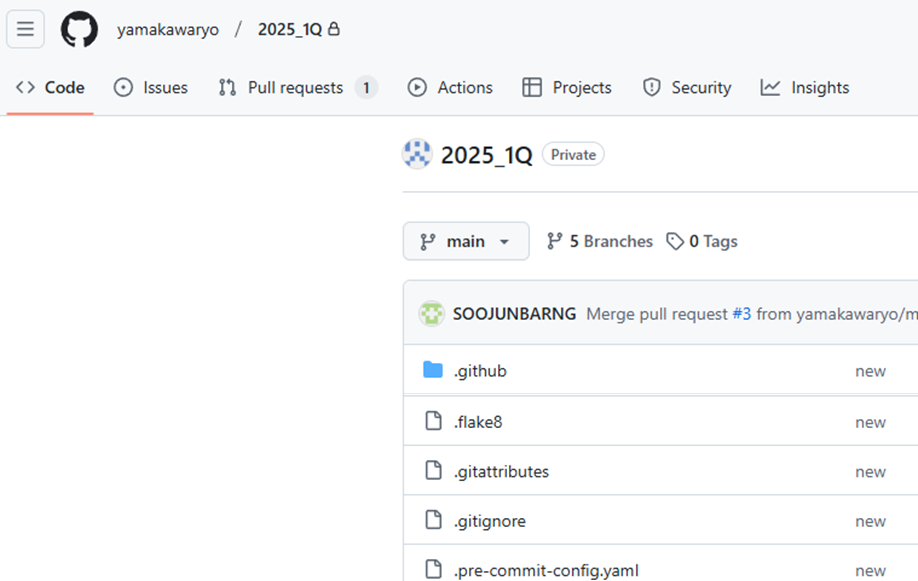 yamakawaryo / 2025_1Q
Code Issues Pull requests 1 Actions Projects Security Insights
2025_1Q Private
main 5 Branches 0 Tags
SOOJUNBARNG Merge pull request #3 from yamakawaryo/m
.github new
.flake8 new
.gitattributes new
.gitignore new
.pre-commit-config.yaml new